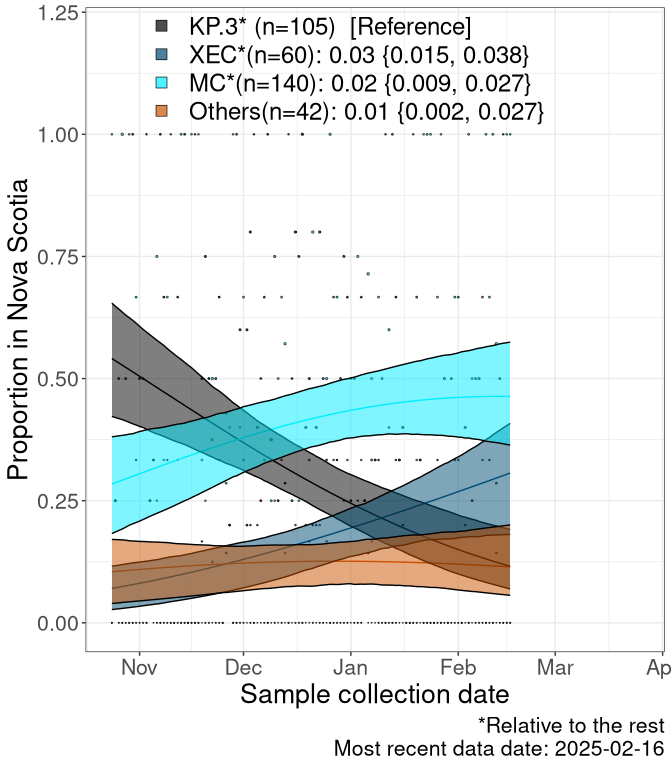 KP.3* (n=105)  [Reference]
XEC*(n=60): 0.03 {0.015, 0.038}
MC*(n=140): 0.02 {0.009, 0.027}
Others(n=42): 0.01 {0.002, 0.027}
1.25
1.00
0.75
0.50
0.25
0.00
Proportion in Nova Scotia
Nov Dec Jan Feb Mar Ap
Sample collection date
*Relative to the rest
Most recent data date: 2025-02-16